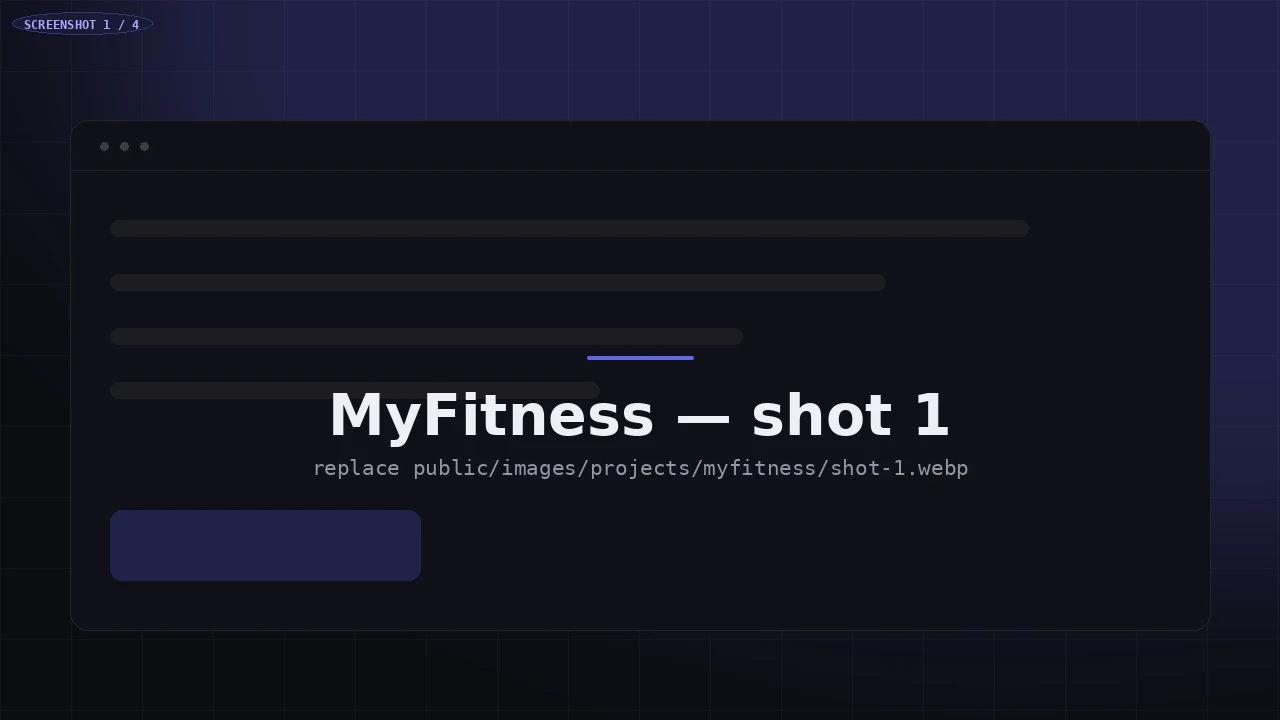 SCREENSHOT 1 / 4
MyFitness — shot 1
replace public/images/projects/myfitness/shot-1.webp